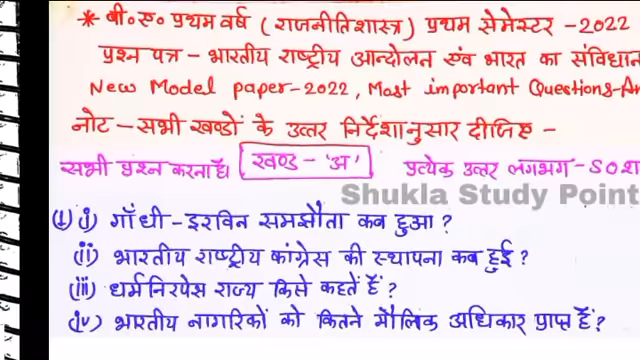 * बी.ए. प्रथम वर्ष (राजनीतिशास्त्र) प्रथम सेमेस्टर -2022
प्रश्न पत्र - भारतीय राष्ट्रीय आन्दोलन एंव भारत का संविधान
New Model paper-2022, Most important Questions-An
नोट - सभी खण्डों के उत्तर निर्देशानुसार दीजिए -
सभी प्रश्न करना है। खण्ड - 'अ' प्रत्येक उत्तर लगभग - 50 श
Shukla Study Point
(1) (i) गाँधी - इरविन समझौता कब हुआ ?
(ii) भारतीय राष्ट्रीय कांग्रेस की स्थापना कब हुई ?
(iii) धर्मनिरपेस राज्य किसे कहतें हैं ?
(iv) भारतीय नागरिकों को कितने मौलिक अधिकार प्राप्त हैं?